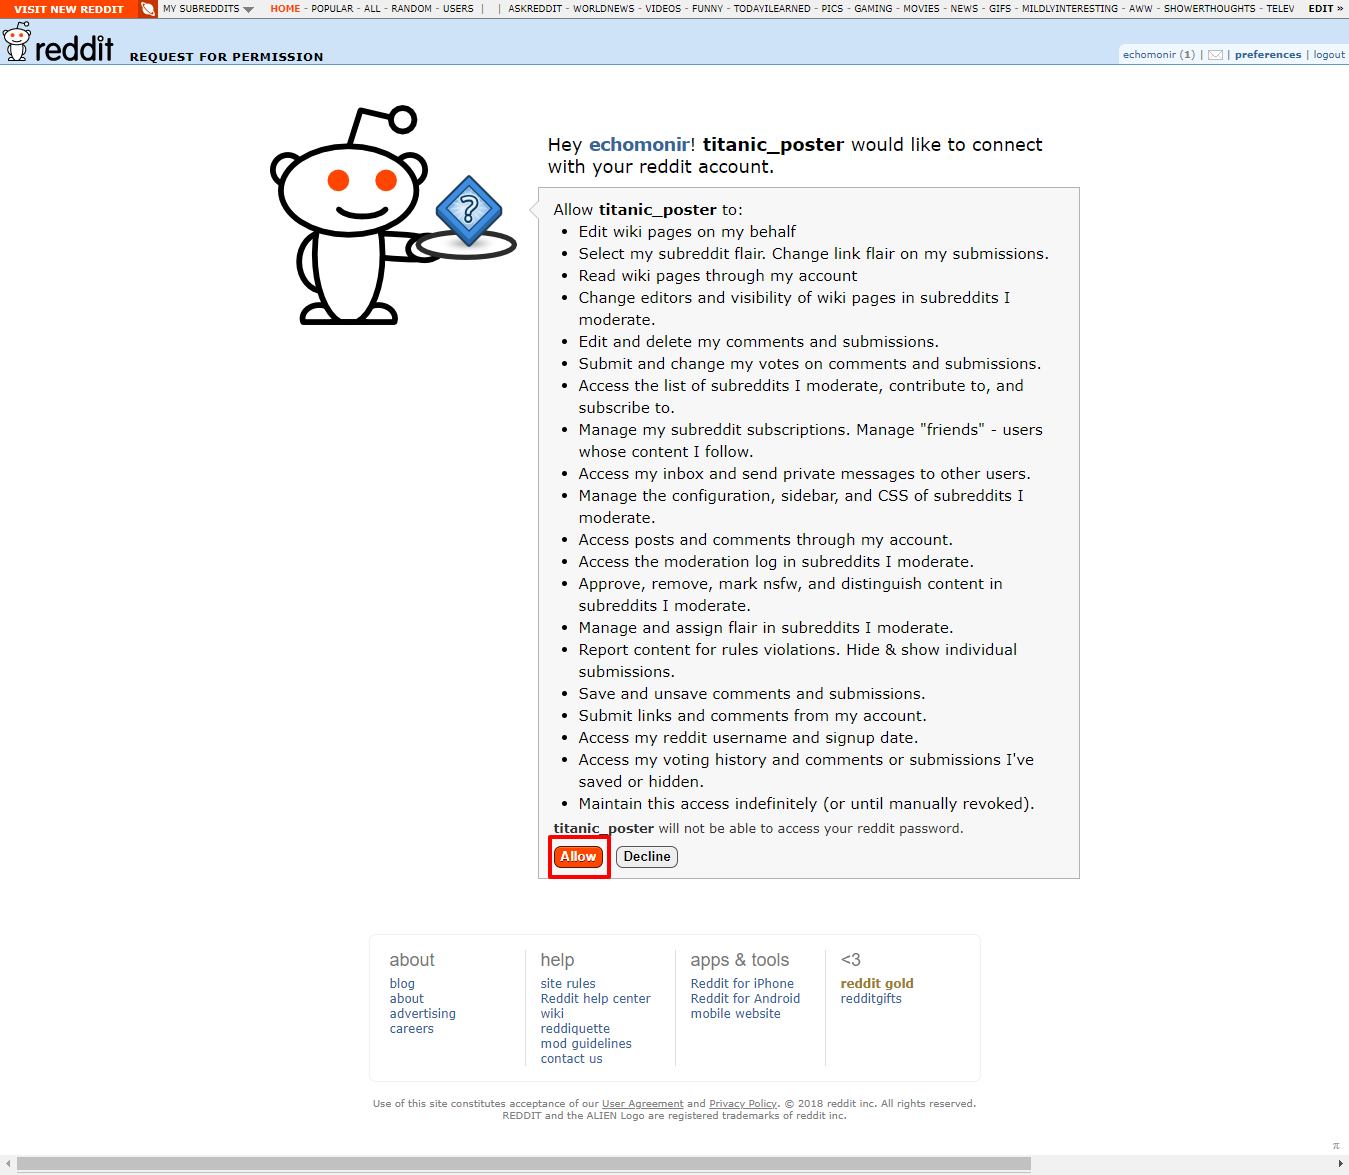 VISIT NEW REDDIT MY SUBREDDITS HOME - POPULAR - ALL - RANDOM - USERS | | ASKREDDIT - WORLDNEWS - VIDEOS - FUNNY - TODAYILEARNED - PICS - GAMING - MOVIES - NEWS - GIFS - MILDLYINTERESTING - AWW - SHOWERTHOUGHTS - TELEV EDIT »
reddit REQUEST FOR PERMISSION
echomonir (1) | | preferences | logout
Hey echomonir! titanic_poster would like to connect
with your reddit account.
?
Allow titanic_poster to:
• Edit wiki pages on my behalf
• Select my subreddit flair. Change link flair on my submissions.
• Read wiki pages through my account
• Change editors and visibility of wiki pages in subreddits I
moderate.
• Edit and delete my comments and submissions.
• Submit and change my votes on comments and submissions.
• Access the list of subreddits I moderate, contribute to, and
subscribe to.
• Manage my subreddit subscriptions. Manage "friends" - users
whose content I follow.
• Access my inbox and send private messages to other users.
• Manage the configuration, sidebar, and CSS of subreddits I
moderate.
• Access posts and comments through my account.
• Access the moderation log in subreddits I moderate.
• Approve, remove, mark nsfw, and distinguish content in
subreddits I moderate.
• Manage and assign flair in subreddits I moderate.
• Report content for rules violations. Hide & show individual
submissions.
• Save and unsave comments and submissions.
• Submit links and comments from my account.
• Access my reddit username and signup date.
• Access my voting history and comments or submissions I've
saved or hidden.
• Maintain this access indefinitely (or until manually revoked).
titanic_poster will not be able to access your reddit password.
Allow Decline
about
blog
about
advertising
careers
help
site rules
Reddit help center
wiki
reddiquette
mod guidelines
contact us
apps & tools
Reddit for iPhone
Reddit for Android
mobile website
<3
reddit gold
redditgifts
Use of this site constitutes acceptance of our User Agreement and Privacy Policy. © 2018 reddit inc. All rights reserved.
REDDIT and the ALIEN Logo are registered trademarks of reddit inc.
π